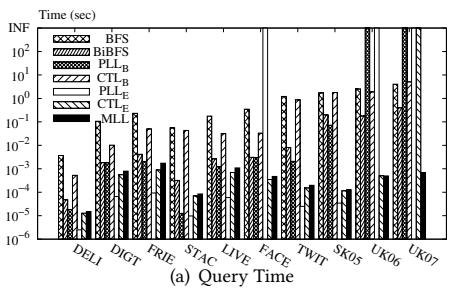 Time (sec)
INF
10^2
10^1
10^0
10^-1
10^-2
10^-3
10^-4
10^-5
10^-6
BFS
BiBFS
PLL_B
CTL_B
PLL_E
CTL_E
MLL
DELI DIGT FRIE STAC LIVE FACE TWIT SK05 UK06 UK07
(a) Query Time